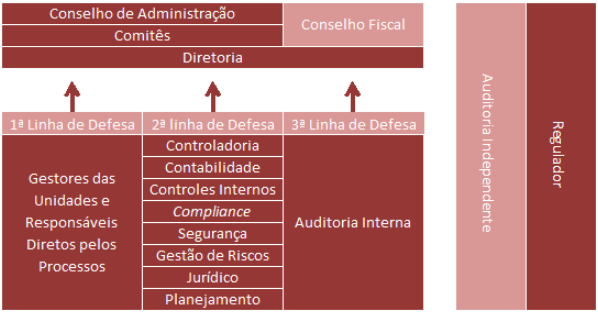 Conselho de Administração
Conselho Fiscal
Comitês
Diretoria
1ª Linha de Defesa
2ª linha de Defesa
3ª Linha de Defesa
Gestores das
Unidades e
Responsáveis
Diretos pelos
Processos
Controladoria
Contabilidade
Controles Internos
Compliance
Segurança
Gestão de Riscos
Jurídico
Planejamento
Auditoria Interna
Auditoria Independente
Regulador